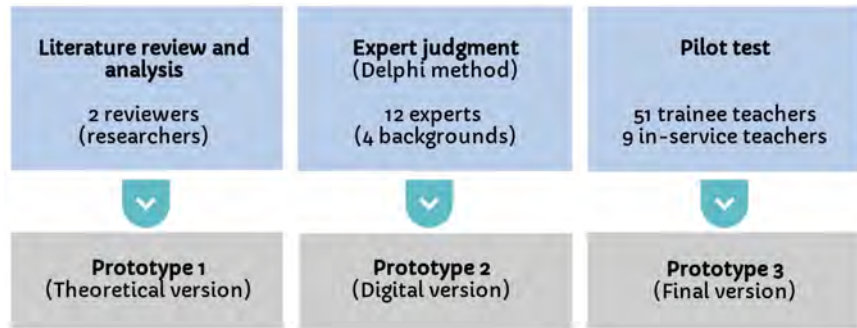 Literature review and
analysis
2 reviewers
(researchers)
Expert judgment
(Delphi method)
12 experts
(4 backgrounds)
Pilot test
51 trainee teachers
9 in-service teachers
Prototype 1
(Theoretical version)
Prototype 2
(Digital version)
Prototype 3
(Final version)